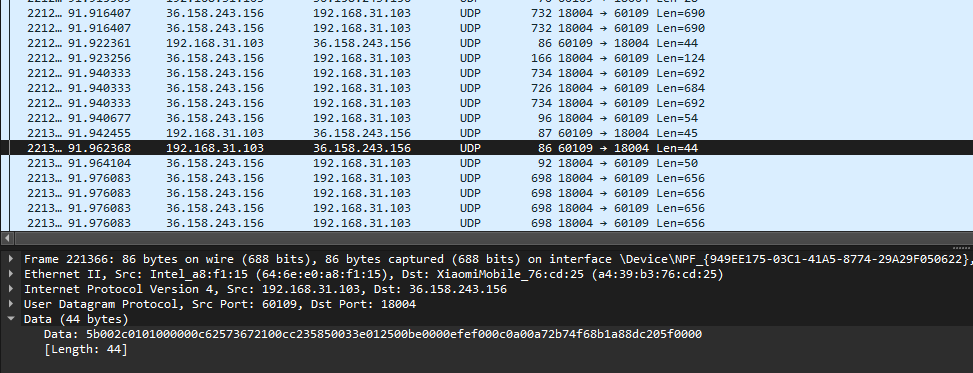 2212… 91.916407 36.158.243.156 192.168.31.103 UDP 732 18004 → 60109 Len=690
2212… 91.916407 36.158.243.156 192.168.31.103 UDP 732 18004 → 60109 Len=690
2212… 91.922361 192.168.31.103 36.158.243.156 UDP 86 60109 → 18004 Len=44
2212… 91.923256 36.158.243.156 192.168.31.103 UDP 166 18004 → 60109 Len=124
2212… 91.940333 36.158.243.156 192.168.31.103 UDP 734 18004 → 60109 Len=692
2212… 91.940333 36.158.243.156 192.168.31.103 UDP 726 18004 → 60109 Len=684
2212… 91.940333 36.158.243.156 192.168.31.103 UDP 734 18004 → 60109 Len=692
2212… 91.940677 36.158.243.156 192.168.31.103 UDP 96 18004 → 60109 Len=54
2213… 91.942455 192.168.31.103 36.158.243.156 UDP 87 60109 → 18004 Len=45
2213… 91.962368 192.168.31.103 36.158.243.156 UDP 86 60109 → 18004 Len=44
2213… 91.964104 36.158.243.156 192.168.31.103 UDP 92 18004 → 60109 Len=50
2213… 91.976083 36.158.243.156 192.168.31.103 UDP 698 18004 → 60109 Len=656
2213… 91.976083 36.158.243.156 192.168.31.103 UDP 698 18004 → 60109 Len=656
2213… 91.976083 36.158.243.156 192.168.31.103 UDP 698 18004 → 60109 Len=656
2213… 91.976083 36.158.243.156 192.168.31.103 UDP 698 18004 → 60109 Len=656
Frame 221366: 86 bytes on wire (688 bits), 86 bytes captured (688 bits) on interface \Device\NPF_{949EE175-03C1-41A5-8774-29A29F050622},
Ethernet II, Src: Intel_a8:f1:15 (64:6e:e0:a8:f1:15), Dst: XiaomiMobile_76:cd:25 (a4:39:b3:76:cd:25)
Internet Protocol Version 4, Src: 192.168.31.103, Dst: 36.158.243.156
User Datagram Protocol, Src Port: 60109, Dst Port: 18004
Data (44 bytes)
Data: 5b002c0101000000c62573672100cc235850033e012500be0000efef000c0a00a72b74f68b1a88dc205f0000
[Length: 44]